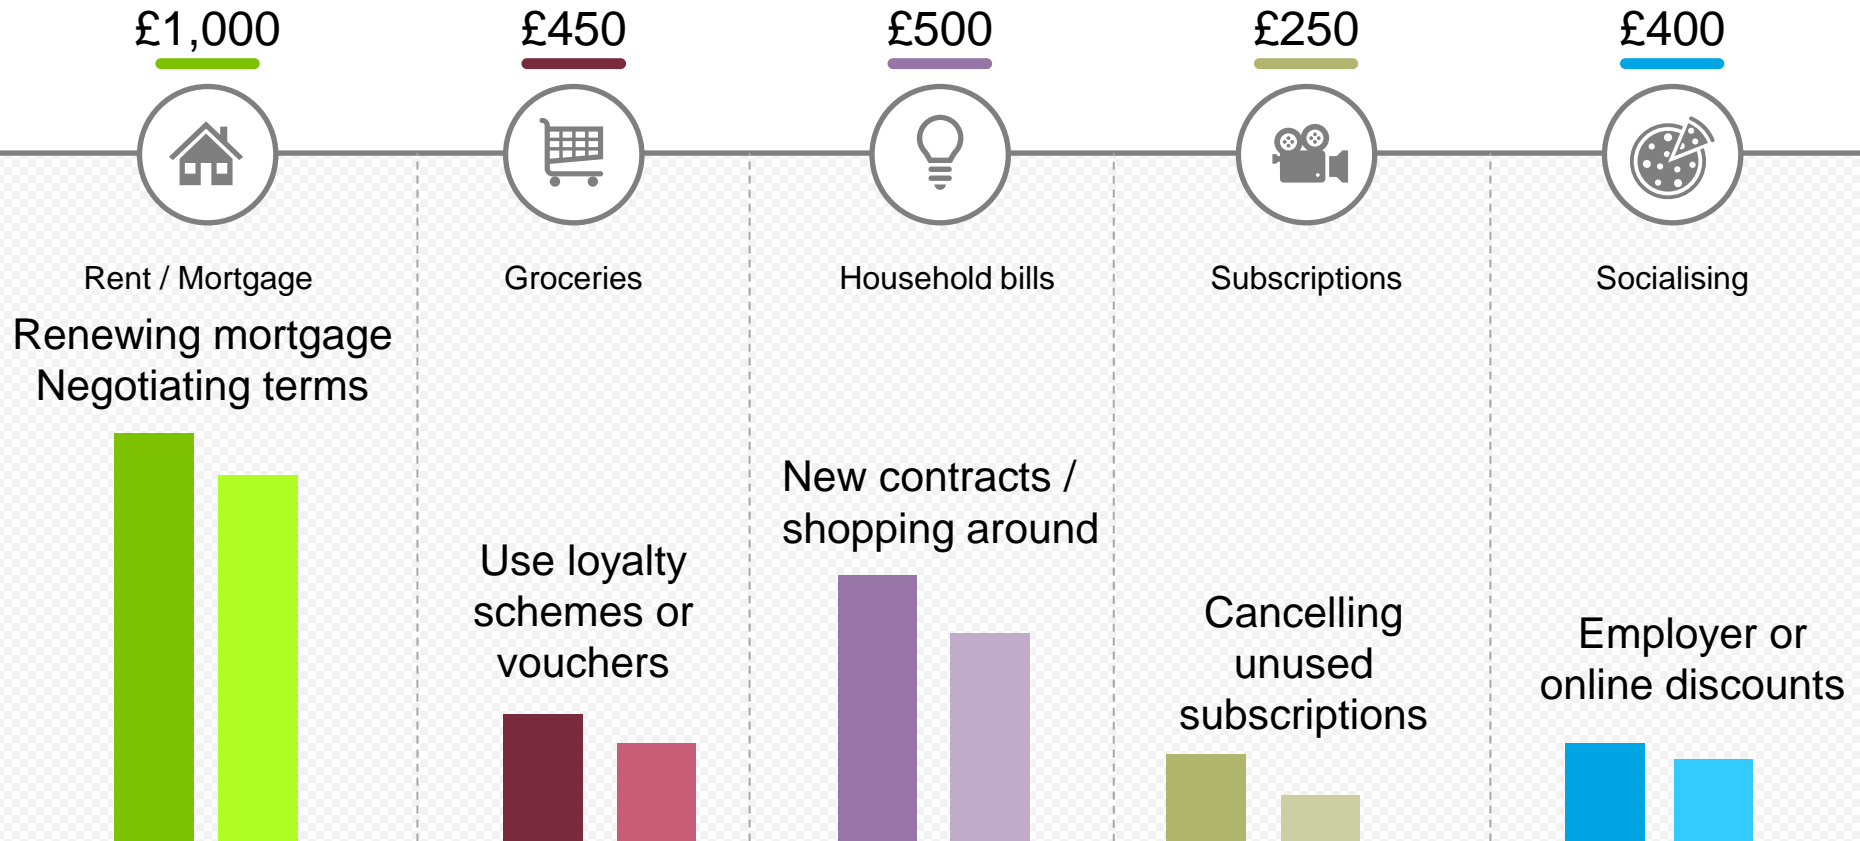 £1,000
£450
£500
£250
£400
Rent / Mortgage
Groceries
Household bills
Subscriptions
Socialising
Renewing mortgage
Negotiating terms
Use loyalty
schemes or
vouchers
New contracts /
shopping around
Cancelling
unused
subscriptions
Employer or
online discounts